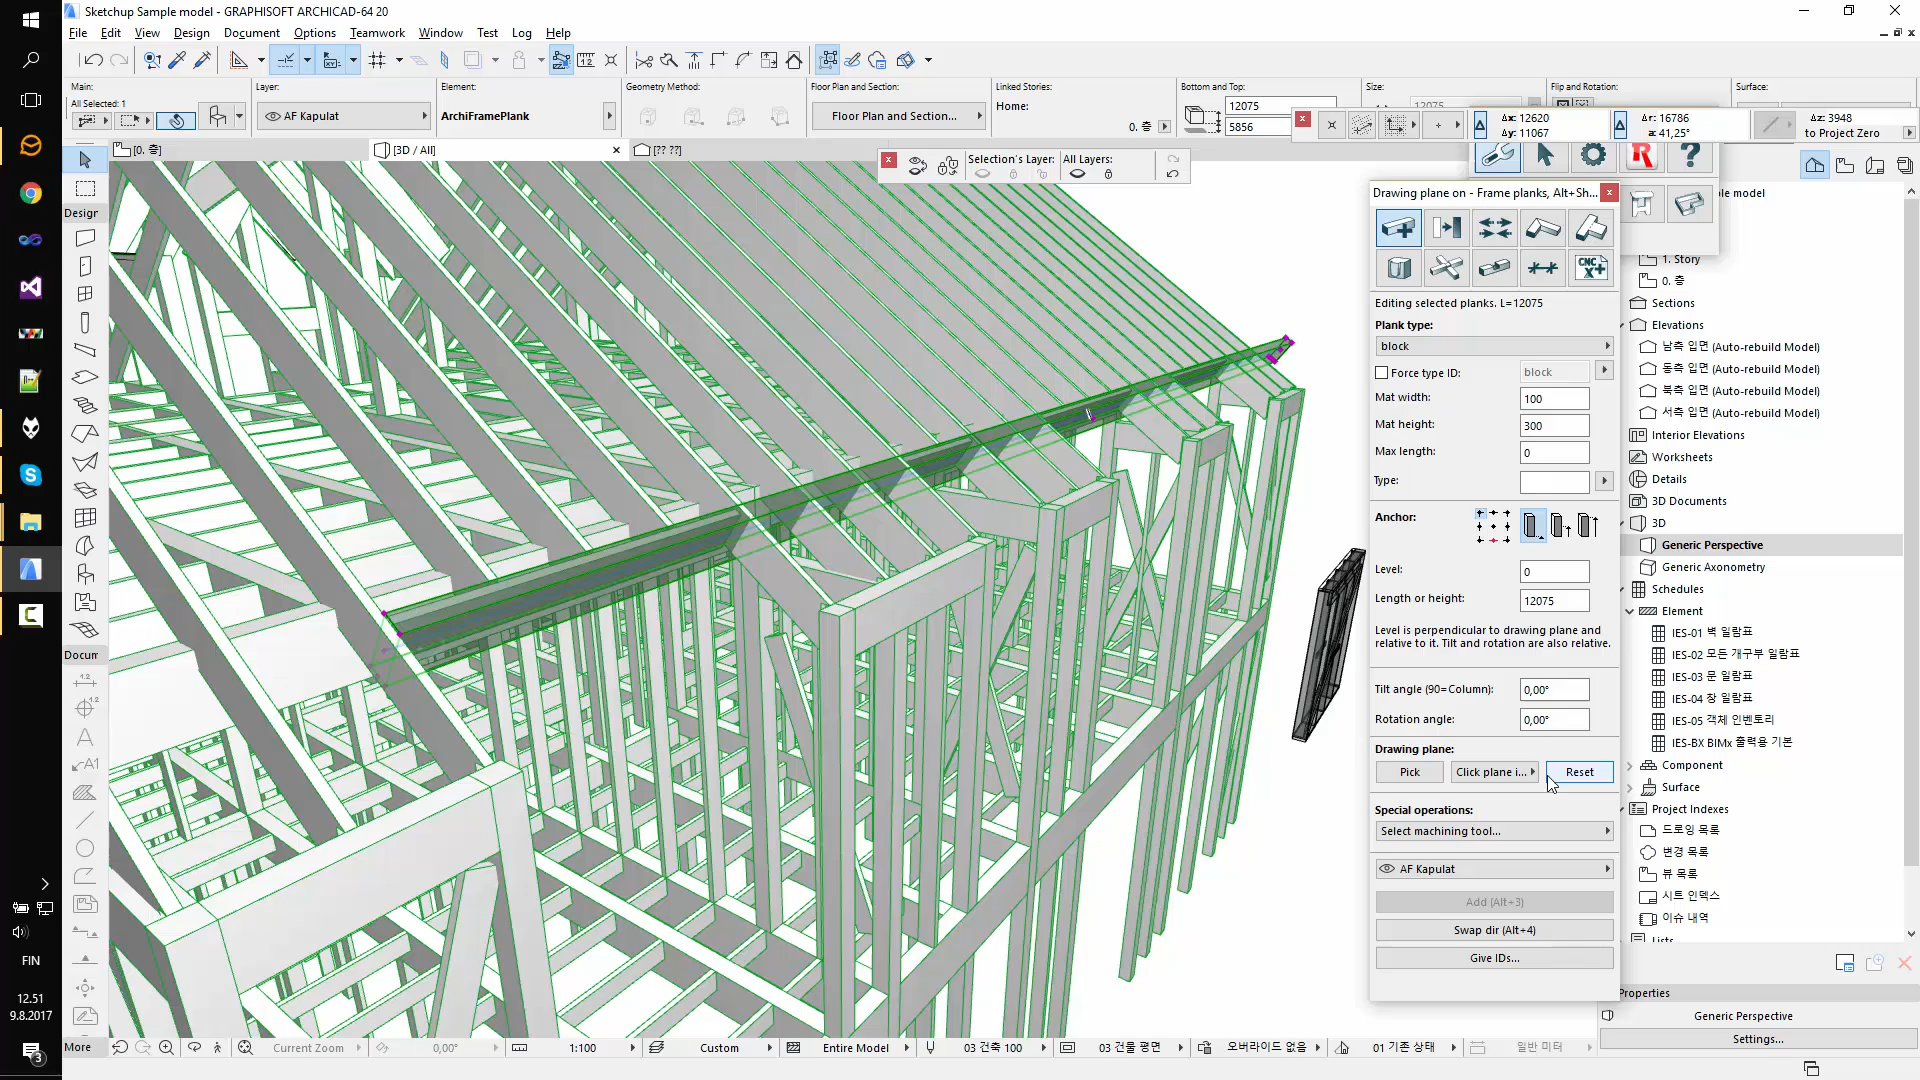 Sketchup Sample model - GRAPHISOFT ARCHICAD-64 20
File Edit View Design Document Options Teamwork Window Test Log Help
Main:
All Selected: 1
Layer:
AF Kapulat
Element:
ArchiFramePlank
Geometry Method:
Floor Plan and Section:
Floor Plan and Section...
Linked Stories:
Home:
0. 층
Bottom and Top:
12075
5856
Size:
12075
Flip and Rotation:
Surface:
Δx: 12620
Δy: 11067
Δr: 16786
a: 41,25°
Δz: 3948
to Project Zero
[0. 층]
[3D / All]
[?? ??]
Selection's Layer:
All Layers:
Design
Docum
More
Drawing plane on - Frame planks, Alt+Sh...
CNC
Editing selected planks. L=12075
Plank type:
block
Force type ID:
block
Mat width:
100
Mat height:
300
Max length:
0
Type:
Anchor:
Level:
0
Length or height:
12075
Level is perpendicular to drawing plane and
relative to it. Tilt and rotation are also relative.
Tilt angle (90=Column):
0,00°
Rotation angle:
0,00°
Drawing plane:
Pick
Click plane i...
Reset
Special operations:
Select machining tool...
AF Kapulat
Add (Alt+3)
Swap dir (Alt+4)
Give IDs...
ple model
1. Story
0. 층
Sections
Elevations
남측 입면 (Auto-rebuild Model)
동측 입면 (Auto-rebuild Model)
북측 입면 (Auto-rebuild Model)
서측 입면 (Auto-rebuild Model)
Interior Elevations
Worksheets
Details
3D Documents
3D
Generic Perspective
Generic Axonometry
Schedules
Element
IES-01 벽 일람표
IES-02 모든 개구부 일람표
IES-03 문 일람표
IES-04 창 일람표
IES-05 객체 인벤토리
IES-BX BIMx 출력용 기본
Component
Surface
Project Indexes
드로잉 목록
변경 목록
뷰 목록
시트 인덱스
이슈 내역
Lists
Properties
Generic Perspective
Settings...
Current Zoom
0,00°
1:100
Custom
Entire Model
03 건축 100
03 건물 평면
오버라이드 없음
01 기존 상태
일반 미터
FIN
12.51
9.8.2017
3